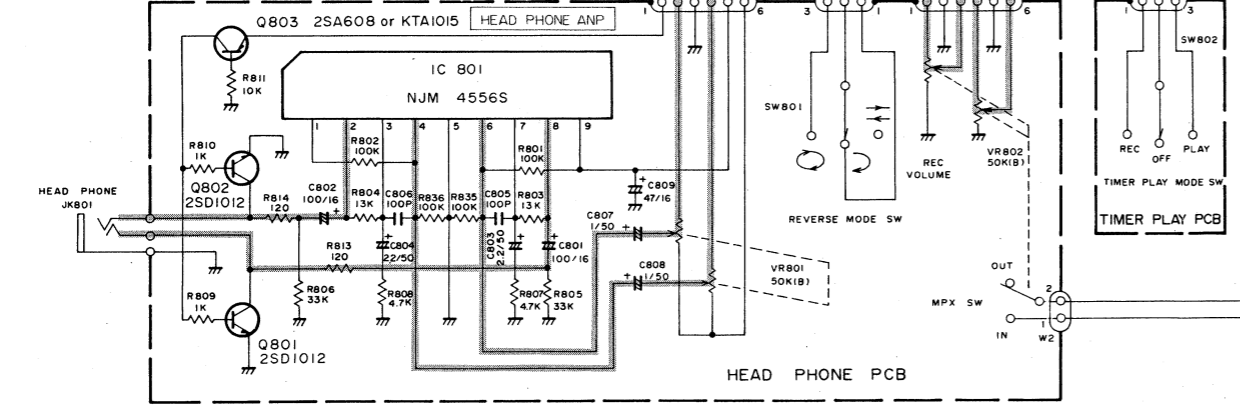 Q803 2SA608 or KTA1015
HEAD PHONE ANP
1
6
3
1
1
6
1
3
SW802
R811
10K
IC 801
NJM 4556S
1 2 3 4 5 6 7 8 9
SW801
R810
1K
R802
100K
R801
100K
VR802
50K(B)
REC
OFF
PLAY
Q802
2SD1012
REC
VOLUME
HEAD PHONE
JK801
R814
120
C802
100/16
R804
13K
C806
100P
R836
100K
R835
100K
C805
100P
R803
13K
C809
47/16
TIMER PLAY MODE SW
C807
1/50
REVERSE MODE SW
TIMER PLAY PCB
R813
120
C804
22/50
C803
2.2/50
C801
100/16
C808
1/50
VR801
50K(B)
OUT
R809
1K
R806
33K
R808
4.7K
R807
4.7K
R805
33K
MPX SW
2
1
IN
W2
Q801
2SD1012
HEAD PHONE PCB